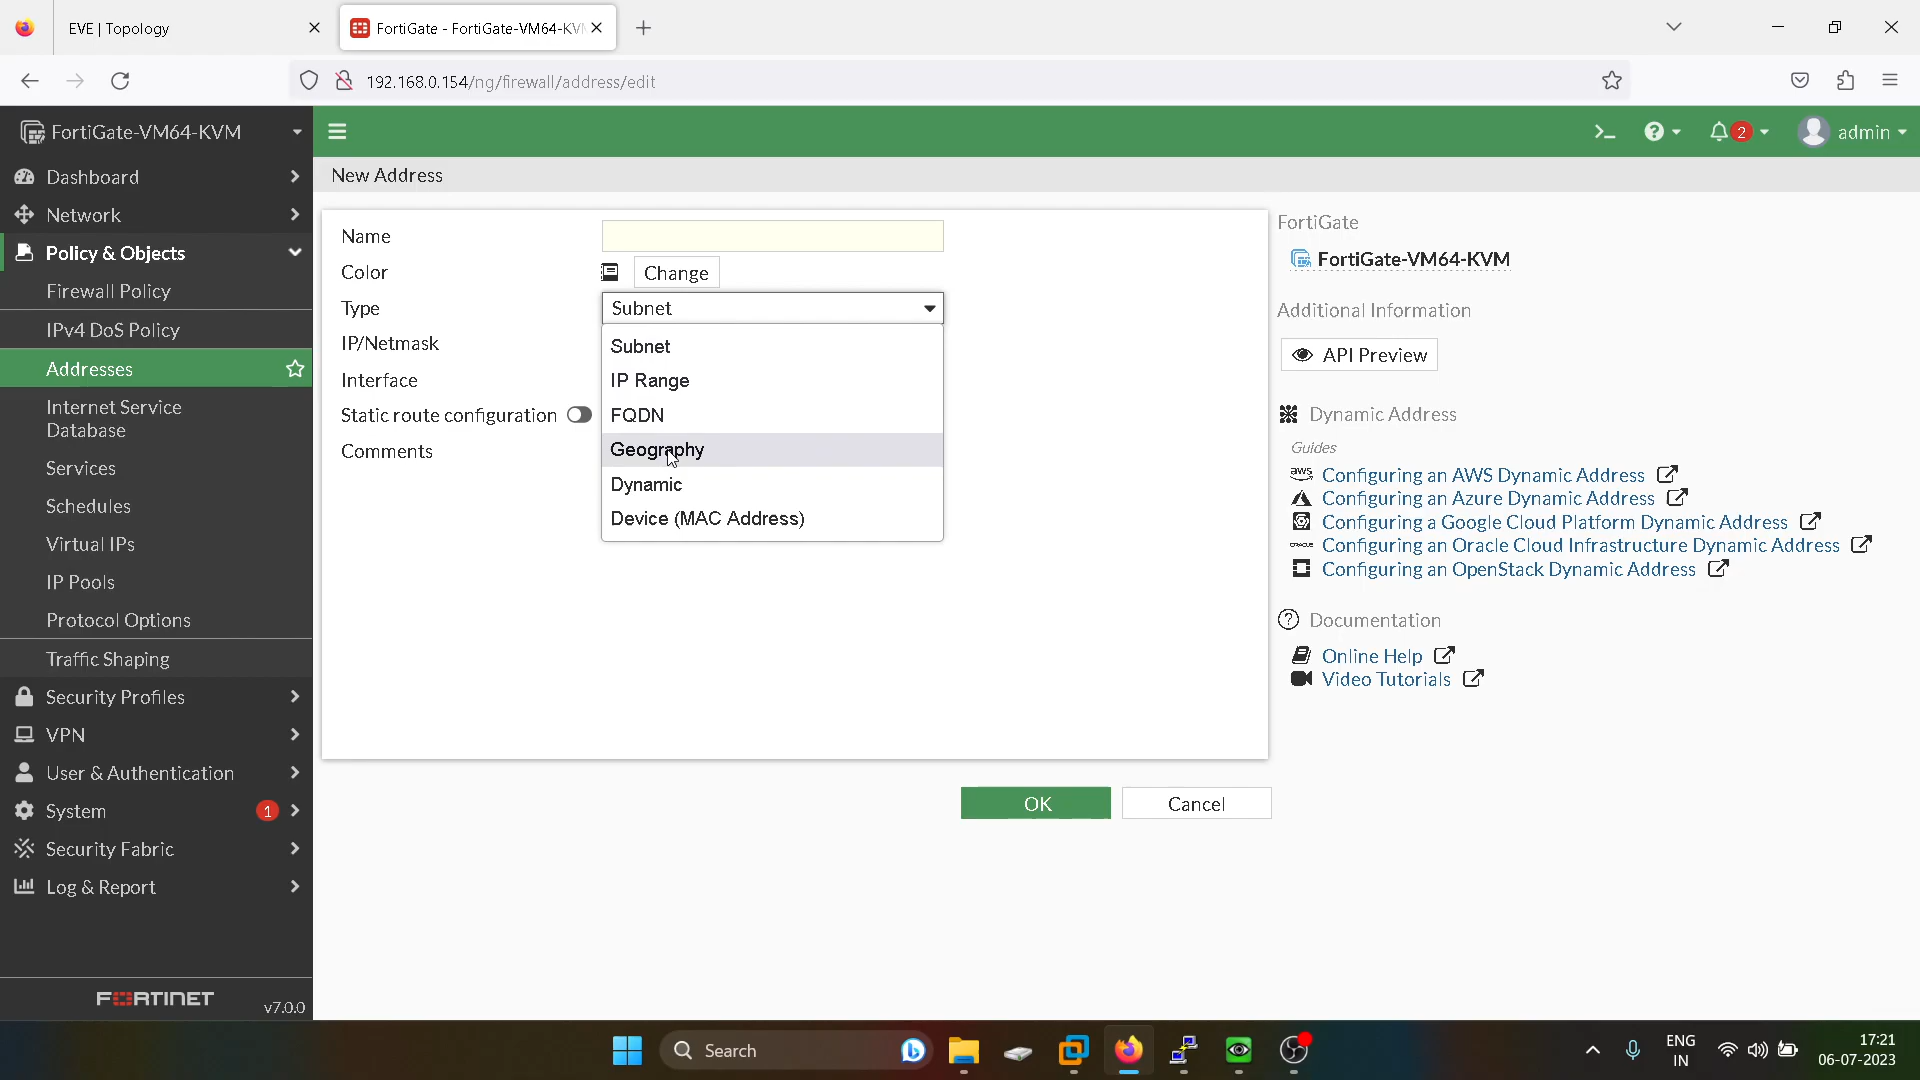 EVE | Topology
FortiGate - FortiGate-VM64-KVM
192.168.0.154/ng/firewall/address/edit
FortiGate-VM64-KVM
2
admin
Dashboard
Network
Policy & Objects
Firewall Policy
IPv4 DoS Policy
Addresses
Internet Service
Database
Services
Schedules
Virtual IPs
IP Pools
Protocol Options
Traffic Shaping
Security Profiles
VPN
User & Authentication
System
1
Security Fabric
Log & Report
FORTINET
v7.0.0
New Address
Name
Color
Change
Type
Subnet
IP/Netmask
Interface
Static route configuration
Comments
Subnet
IP Range
FQDN
Geography
Dynamic
Device (MAC Address)
OK
Cancel
FortiGate
FortiGate-VM64-KVM
Additional Information
API Preview
Dynamic Address
Guides
aws Configuring an AWS Dynamic Address
Configuring an Azure Dynamic Address
Configuring a Google Cloud Platform Dynamic Address
ORACLE Configuring an Oracle Cloud Infrastructure Dynamic Address
Configuring an OpenStack Dynamic Address
Documentation
Online Help
Video Tutorials
Search
ENG
IN
17:21
06-07-2023